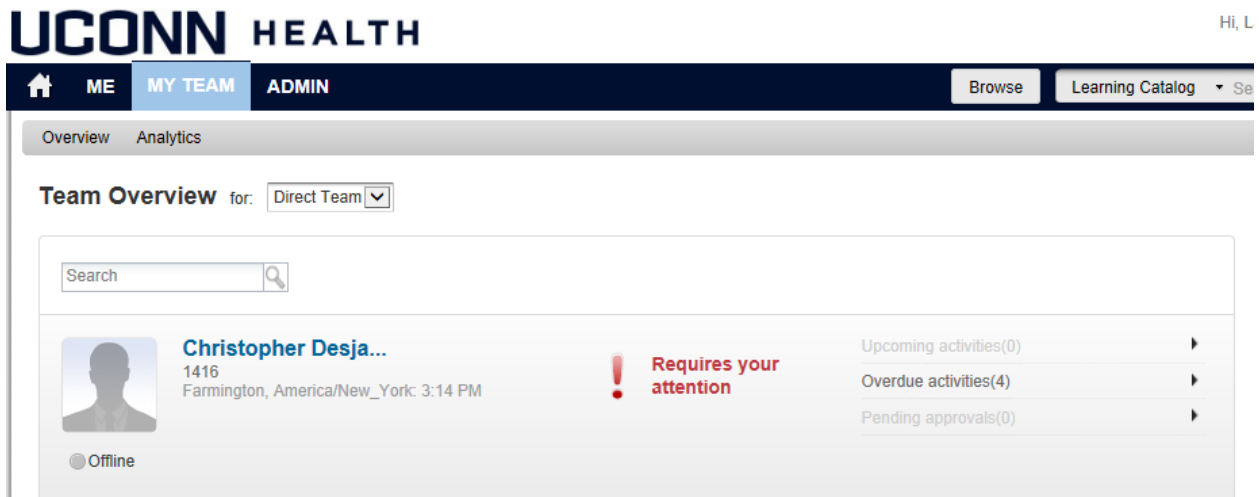 UCONN HEALTH
Hi, L
ME MY TEAM ADMIN Browse Learning Catalog Se
Overview Analytics
Team Overview for: Direct Team
Search
Christopher Desja...
1416
Farmington, America/New_York: 3:14 PM
Offline
! Requires your
attention
Upcoming activities(0)
Overdue activities(4)
Pending approvals(0)